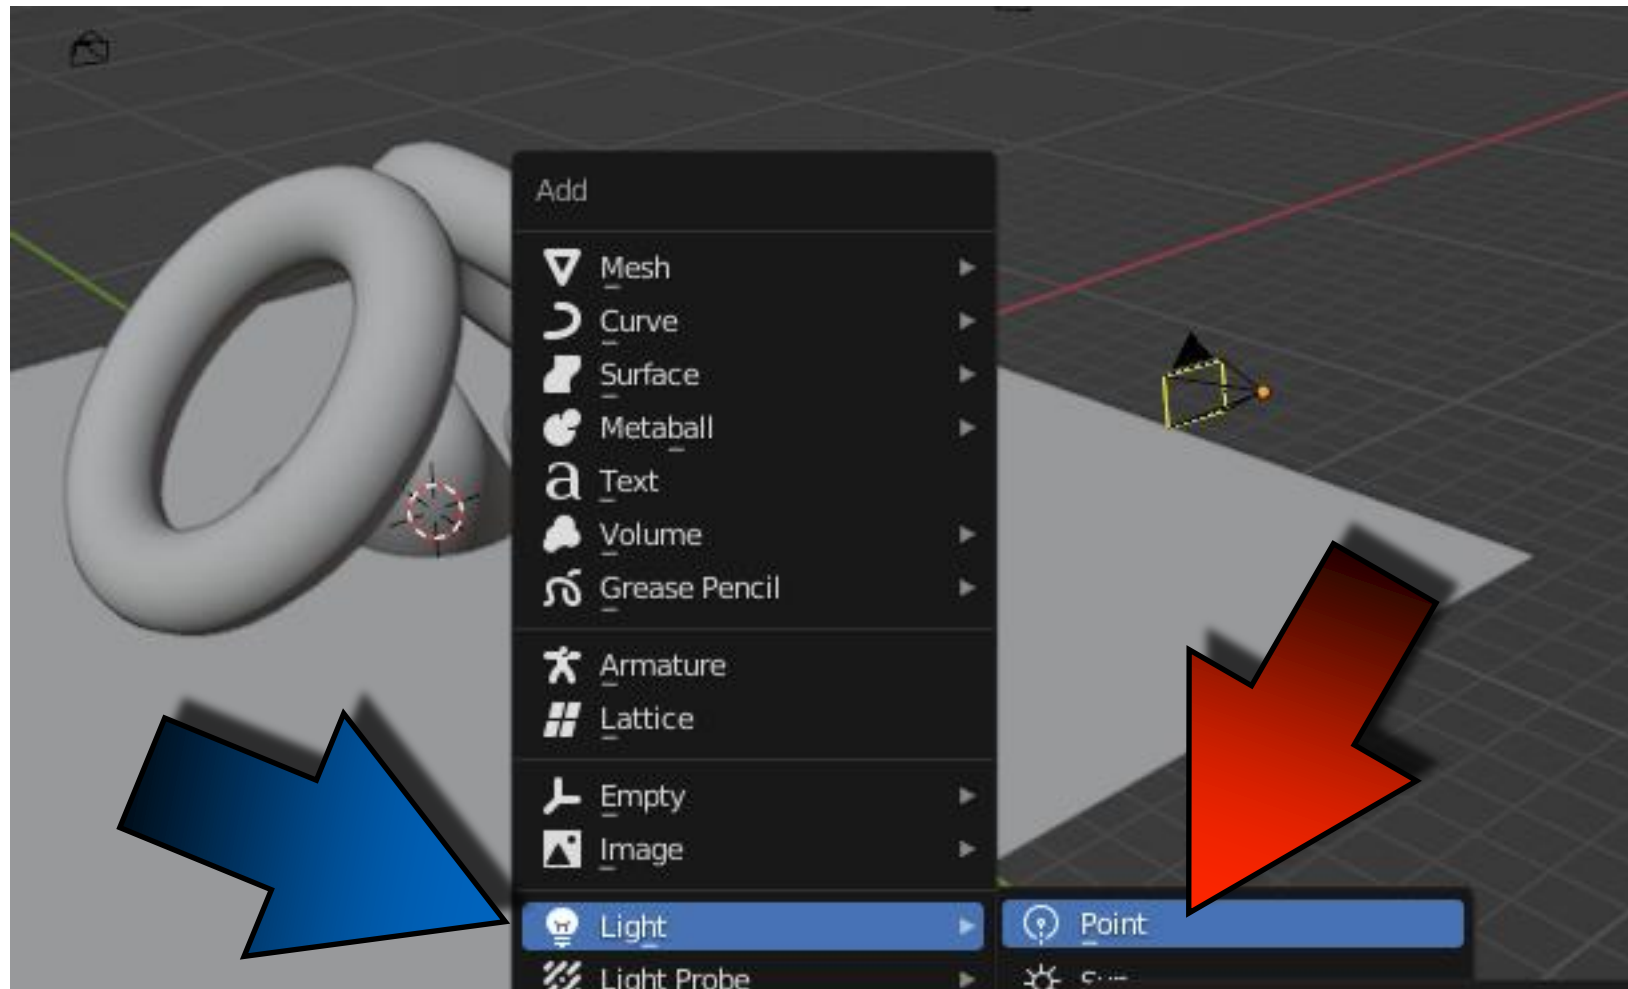 Add
Mesh
Curve
Surface
Metaball
Text
Volume
Grease Pencil
Armature
Lattice
Empty
Image
Light
Point
Light Probe